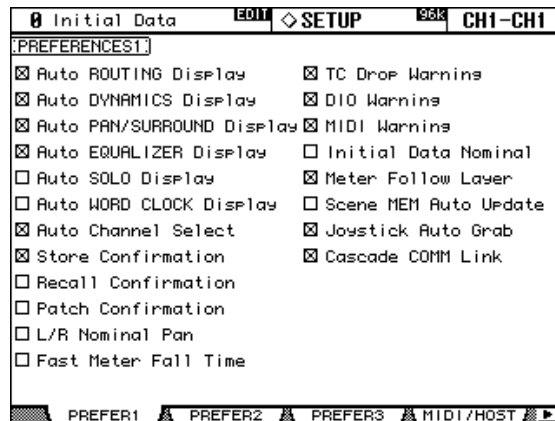 0 Initial Data EDIT ◇SETUP 96K CH1-CH1
PREFERENCES1
☒ Auto ROUTING Display
☒ Auto DYNAMICS Display
☒ Auto PAN/SURROUND Display
☒ Auto EQUALIZER Display
☐ Auto SOLO Display
☐ Auto WORD CLOCK Display
☒ Auto Channel Select
☒ Store Confirmation
☐ Recall Confirmation
☐ Patch Confirmation
☐ L/R Nominal Pan
☐ Fast Meter Fall Time
☒ TC Drop Warning
☒ DIO Warning
☒ MIDI Warning
☐ Initial Data Nominal
☒ Meter Follow Layer
☐ Scene MEM Auto Update
☒ Joystick Auto Grab
☒ Cascade COMM Link
PREFER1 PREFER2 PREFER3 MIDI/HOST